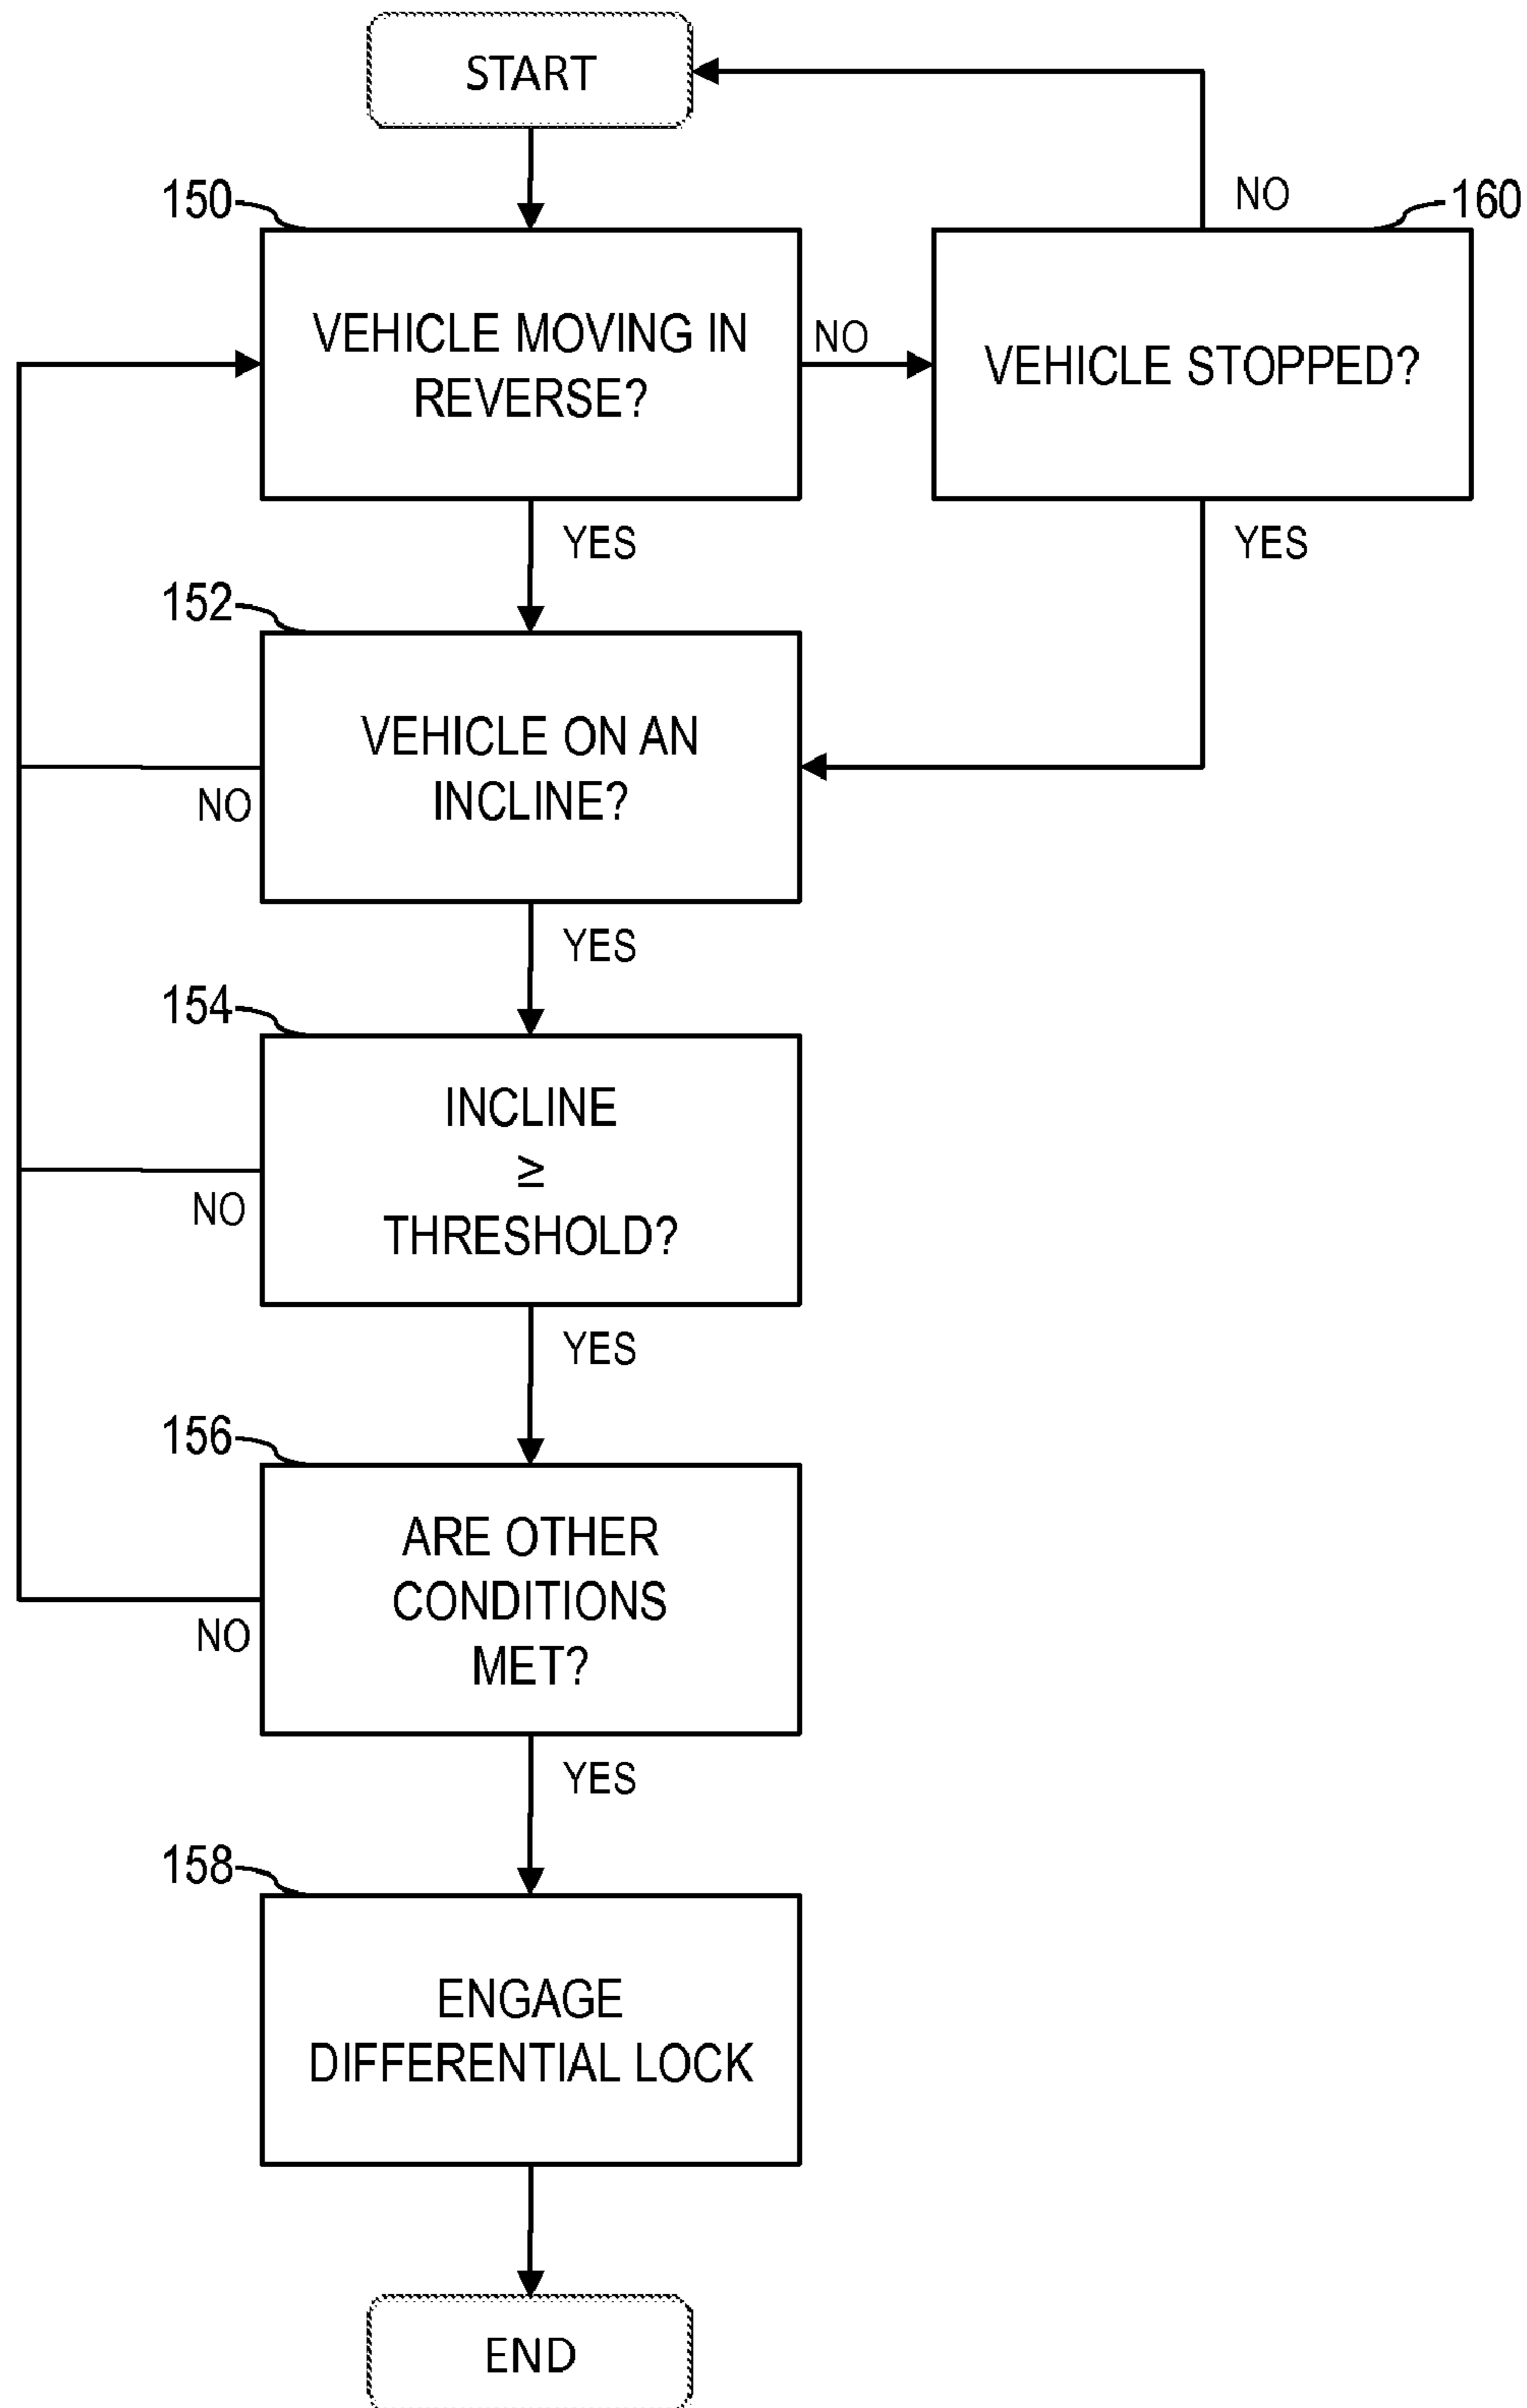 START
NO
150
160
VEHICLE MOVING IN
REVERSE?
NO
VEHICLE STOPPED?
YES
YES
152
VEHICLE ON AN
INCLINE?
NO
YES
154
INCLINE
≥
THRESHOLD?
NO
YES
156
ARE OTHER
CONDITIONS
MET?
NO
YES
158
ENGAGE
DIFFERENTIAL LOCK
END